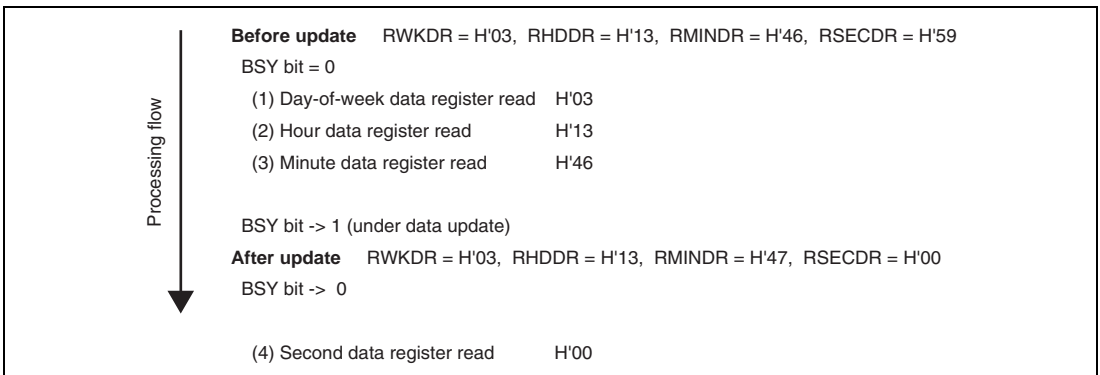 Before update RWKDR = H'03, RHDDR = H'13, RMINDR = H'46, RSECDR = H'59
BSY bit = 0
(1) Day-of-week data register read H'03
(2) Hour data register read H'13
(3) Minute data register read H'46
Processing flow
BSY bit -> 1 (under data update)
After update RWKDR = H'03, RHDDR = H'13, RMINDR = H'47, RSECDR = H'00
BSY bit -> 0
(4) Second data register read H'00